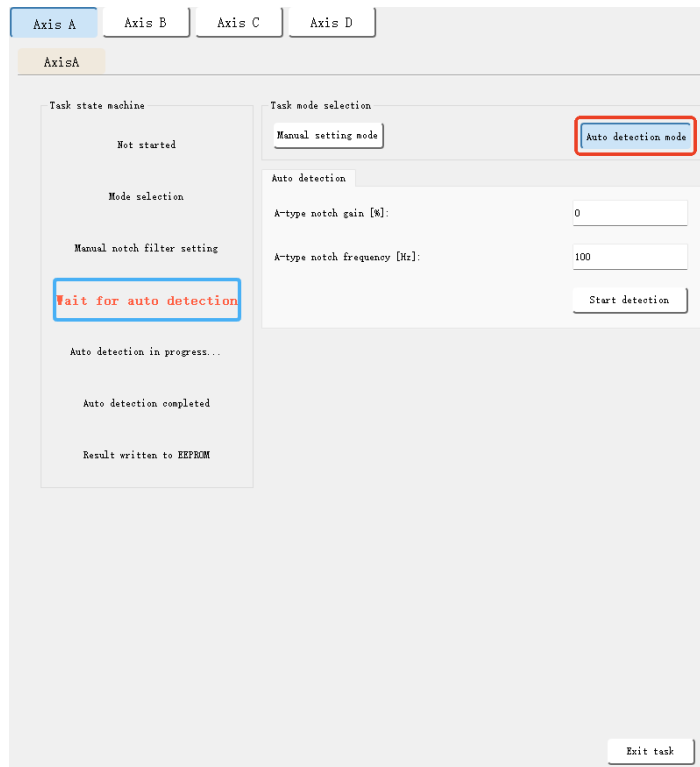 Axis A
Axis B
Axis C
Axis D
AxisA
Task state machine
Not started
Mode selection
Manual notch filter setting
Wait for auto detection
Auto detection in progress...
Auto detection completed
Result written to EEPROM
Task mode selection
Manual setting mode
Auto detection mode
Auto detection
A-type notch gain [%]:
0
A-type notch frequency [Hz]:
100
Start detection
Exit task